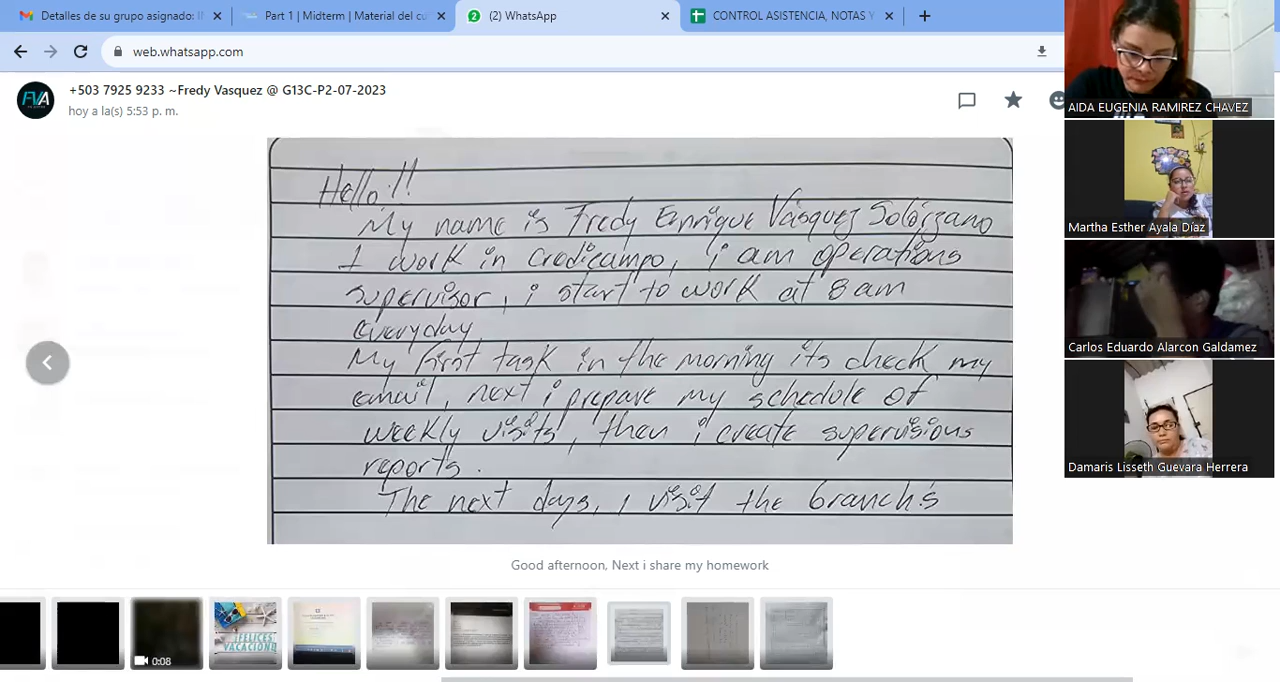 Detalles de su grupo asignado: I
Part 1 | Midterm | Material del cu
(2) WhatsApp
CONTROL ASISTENCIA, NOTAS Y
web.whatsapp.com
+503 7925 9233 ~Fredy Vasquez @ G13C-P2-07-2023
hoy a la(s) 5:53 p. m.
FVA
Hello!!!
My name is Fredy Enrique Vásquez Solórzano
I work in Credicampo, i am operations
supervisor, i start to work at 8 am
everyday
My first task in the morning its check my
email, next i prepare my schedule of
weekly visits, then i create supervisions
reports.
The next days, I visit the branch's
Good afternoon, Next i share my homework
0:08
¡FELICES
VACACION
AIDA EUGENIA RAMIREZ CHAVEZ
Martha Esther Ayala Díaz
Carlos Eduardo Alarcon Galdamez
Damaris Lisseth Guevara Herrera